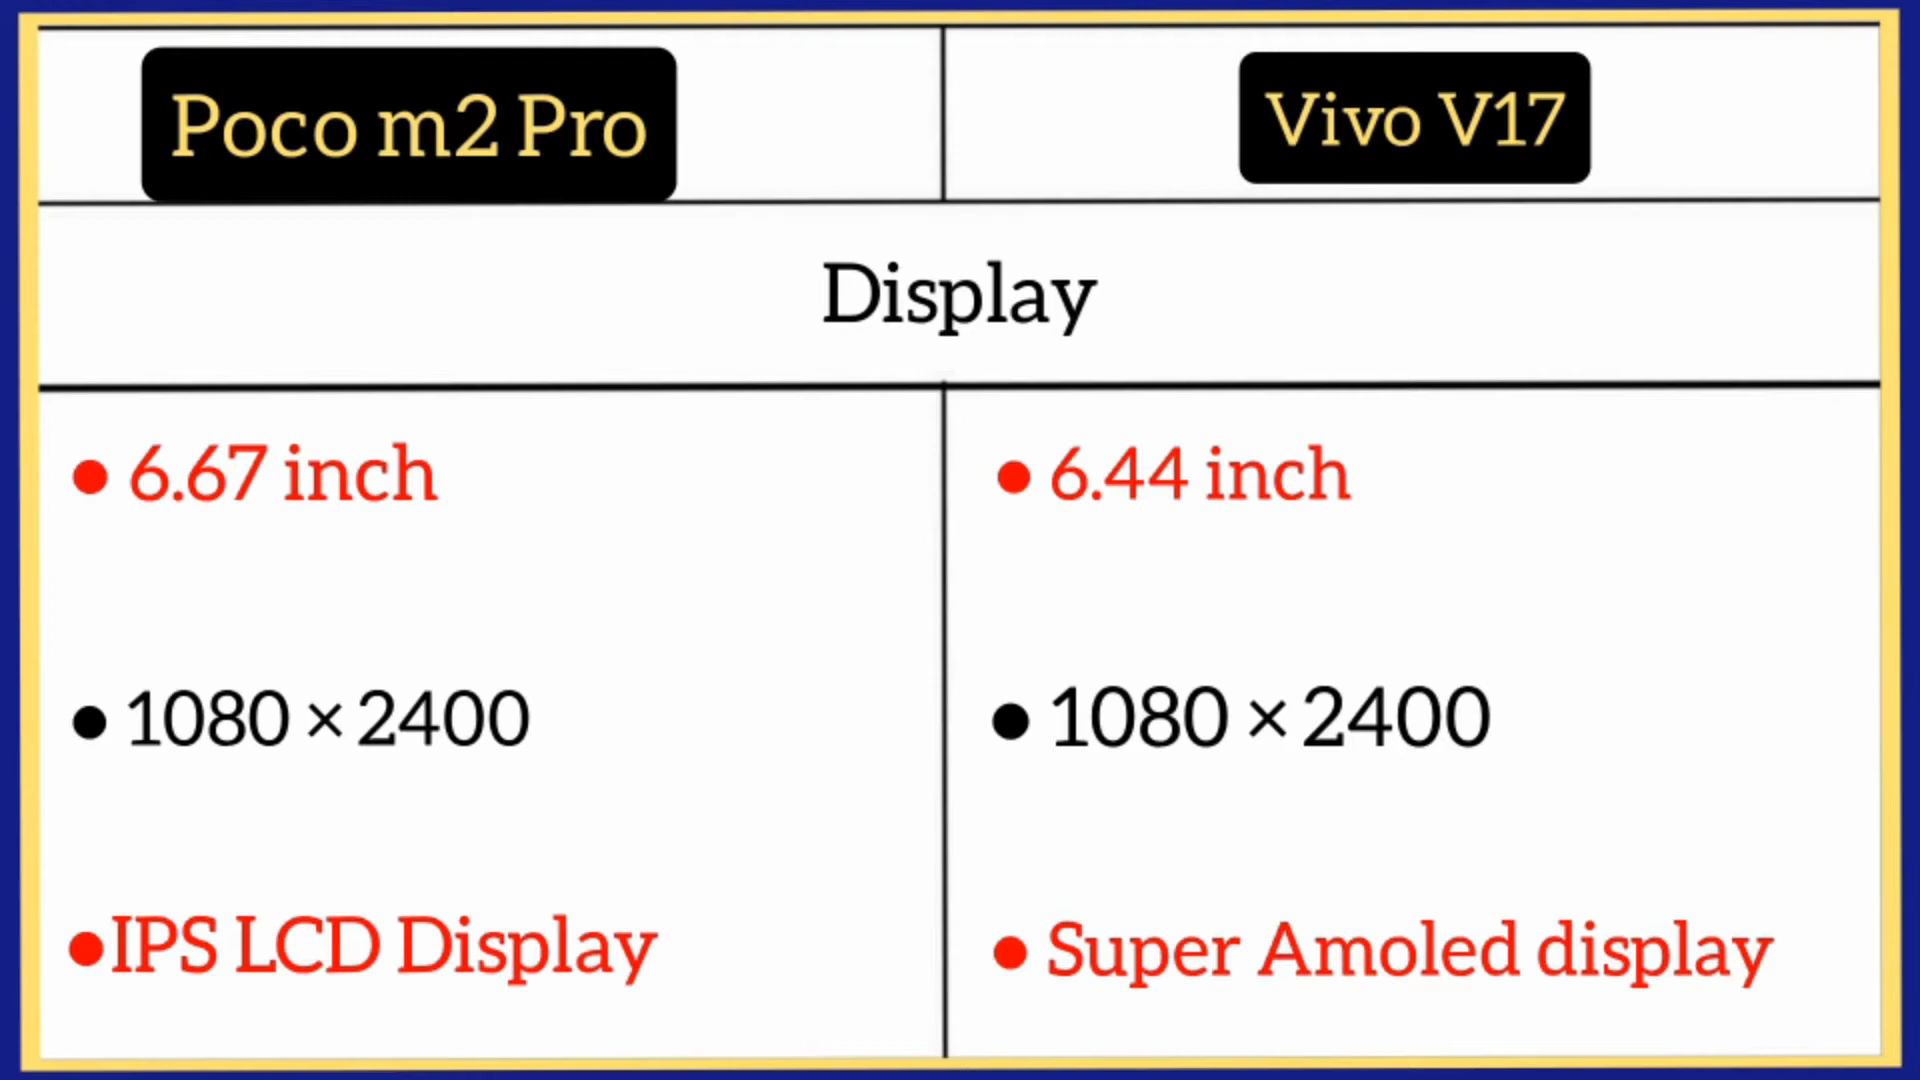 Poco m2 Pro
Vivo V17
Display
• 6.67 inch
• 6.44 inch
• 1080 × 2400
• 1080 × 2400
• IPS LCD Display
• Super Amoled display